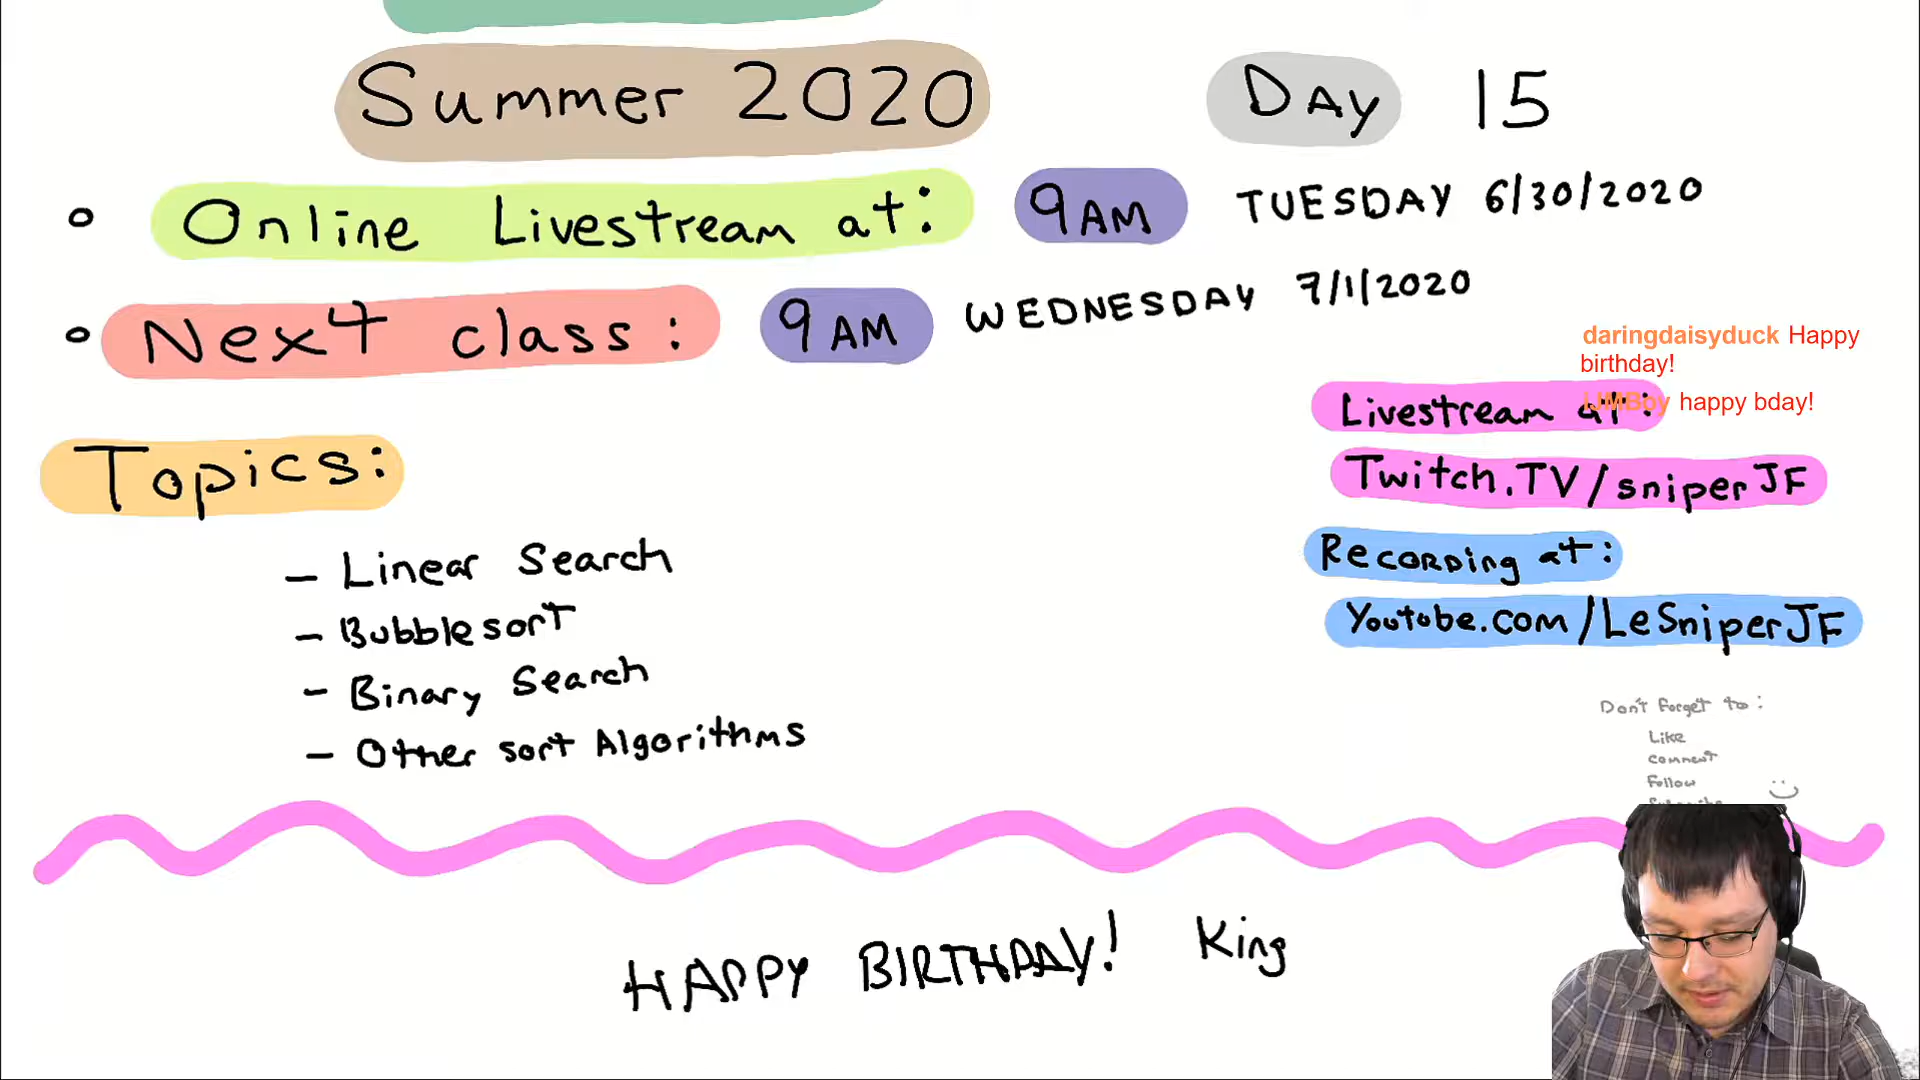 Summer 2020 Day 15
Online Livestream at: 9AM TUESDAY 6/30/2020
Next class: 9AM WEDNESDAY 7/1/2020
daringdaisyduck Happy
birthday!
IJMBoy happy bday!
Livestream at:
Twitch.TV/sniperJF
Recording at:
Youtube.com/LeSniperJF
Topics:
- Linear Search
- Bubblesort
- Binary Search
- Other sort Algorithms
Don't forget to:
Like
comment
Follow
HAPPY BIRTHDAY! King